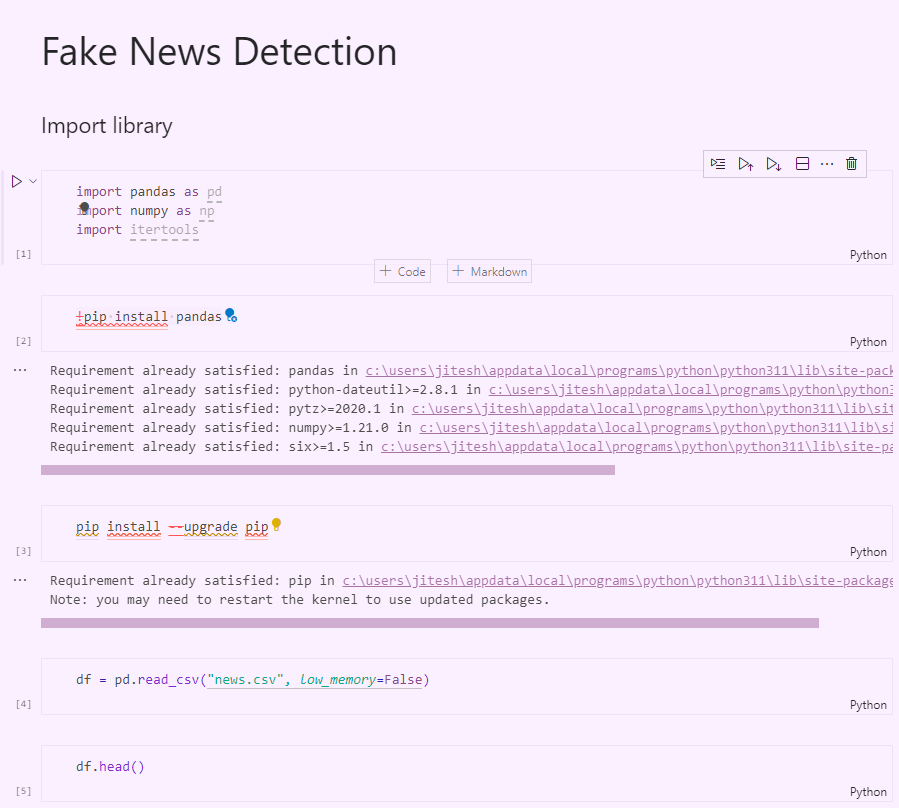 Fake News Detection
Import library
import pandas as pd
import numpy as np
import itertools
[1]
Python
+ Code
+ Markdown
!pip install pandas
[2]
Python
Requirement already satisfied: pandas in c:\users\jitesh\appdata\local\programs\python\python311\lib\site-pack
Requirement already satisfied: python-dateutil>=2.8.1 in c:\users\jitesh\appdata\local\programs\python\python3
Requirement already satisfied: pytz>=2020.1 in c:\users\jitesh\appdata\local\programs\python\python311\lib\sit
Requirement already satisfied: numpy>=1.21.0 in c:\users\jitesh\appdata\local\programs\python\python311\lib\si
Requirement already satisfied: six>=1.5 in c:\users\jitesh\appdata\local\programs\python\python311\lib\site-pa
pip install --upgrade pip
[3]
Python
Requirement already satisfied: pip in c:\users\jitesh\appdata\local\programs\python\python311\lib\site-package
Note: you may need to restart the kernel to use updated packages.
df = pd.read_csv("news.csv", low_memory=False)
[4]
Python
df.head()
[5]
Python